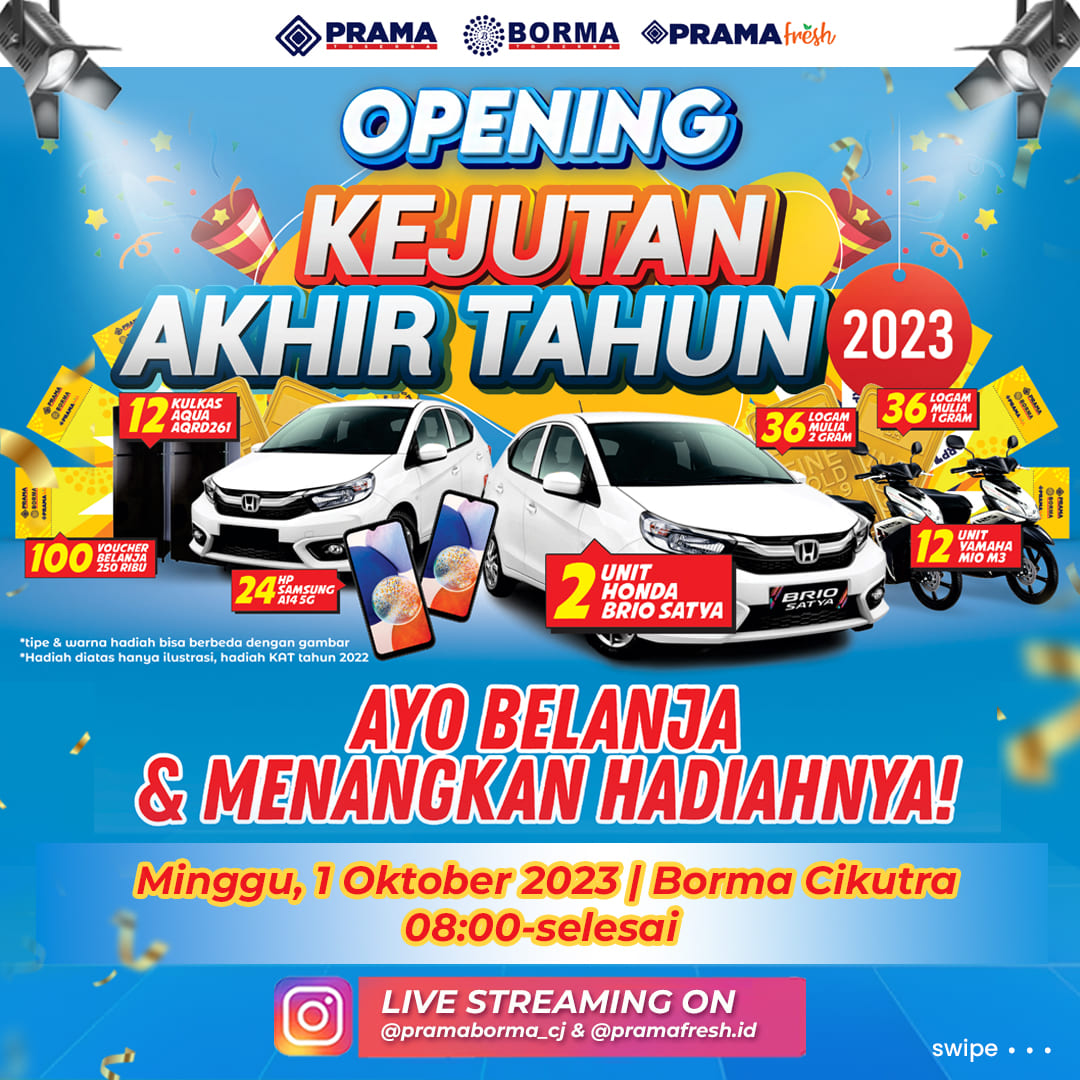 PRAMA
TOSERBA
BORMA
TOSERBA
PRAMA fresh
OPENING
KEJUTAN
AKHIR TAHUN
2023
12 KULKAS
AQUA
AQRD261
36 LOGAM
MULIA
2 GRAM
36 LOGAM
MULIA
1 GRAM
100 VOUCHER
BELANJA
250 RIBU
24 HP
SAMSUNG
A14 5G
2 UNIT
HONDA
BRIO SATYA
BRIO
SATYA
12 UNIT
YAMAHA
MIO M3
PRAMA
BORMA
*tipe & warna hadiah bisa berbeda dengan gambar
*Hadiah diatas hanya ilustrasi, hadiah KAT tahun 2022
AYO BELANJA
& MENANGKAN HADIAHNYA!
Minggu, 1 Oktober 2023 | Borma Cikutra
08:00-selesai
LIVE STREAMING ON
@pramaborma_cj & @pramafresh.id
swipe • • •